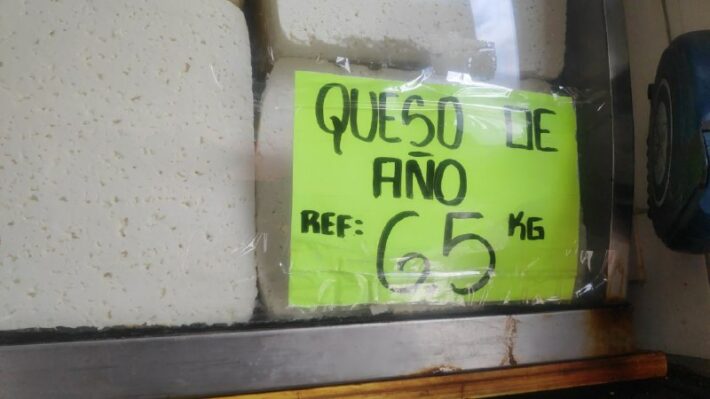 QUESO DE
AÑO
REF: 65 KG